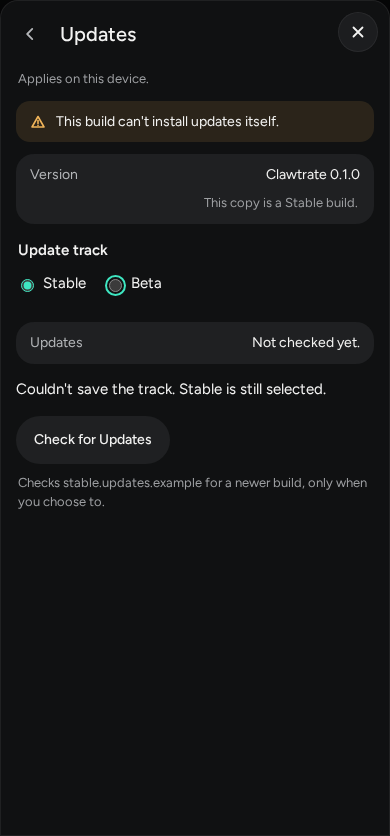 Updates
Applies on this device.
This build can't install updates itself.
Version
Clawtrate 0.1.0
This copy is a Stable build.
Update track
Stable
Beta
Updates
Not checked yet.
Couldn't save the track. Stable is still selected.
Check for Updates
Checks stable.updates.example for a newer build, only when
you choose to.